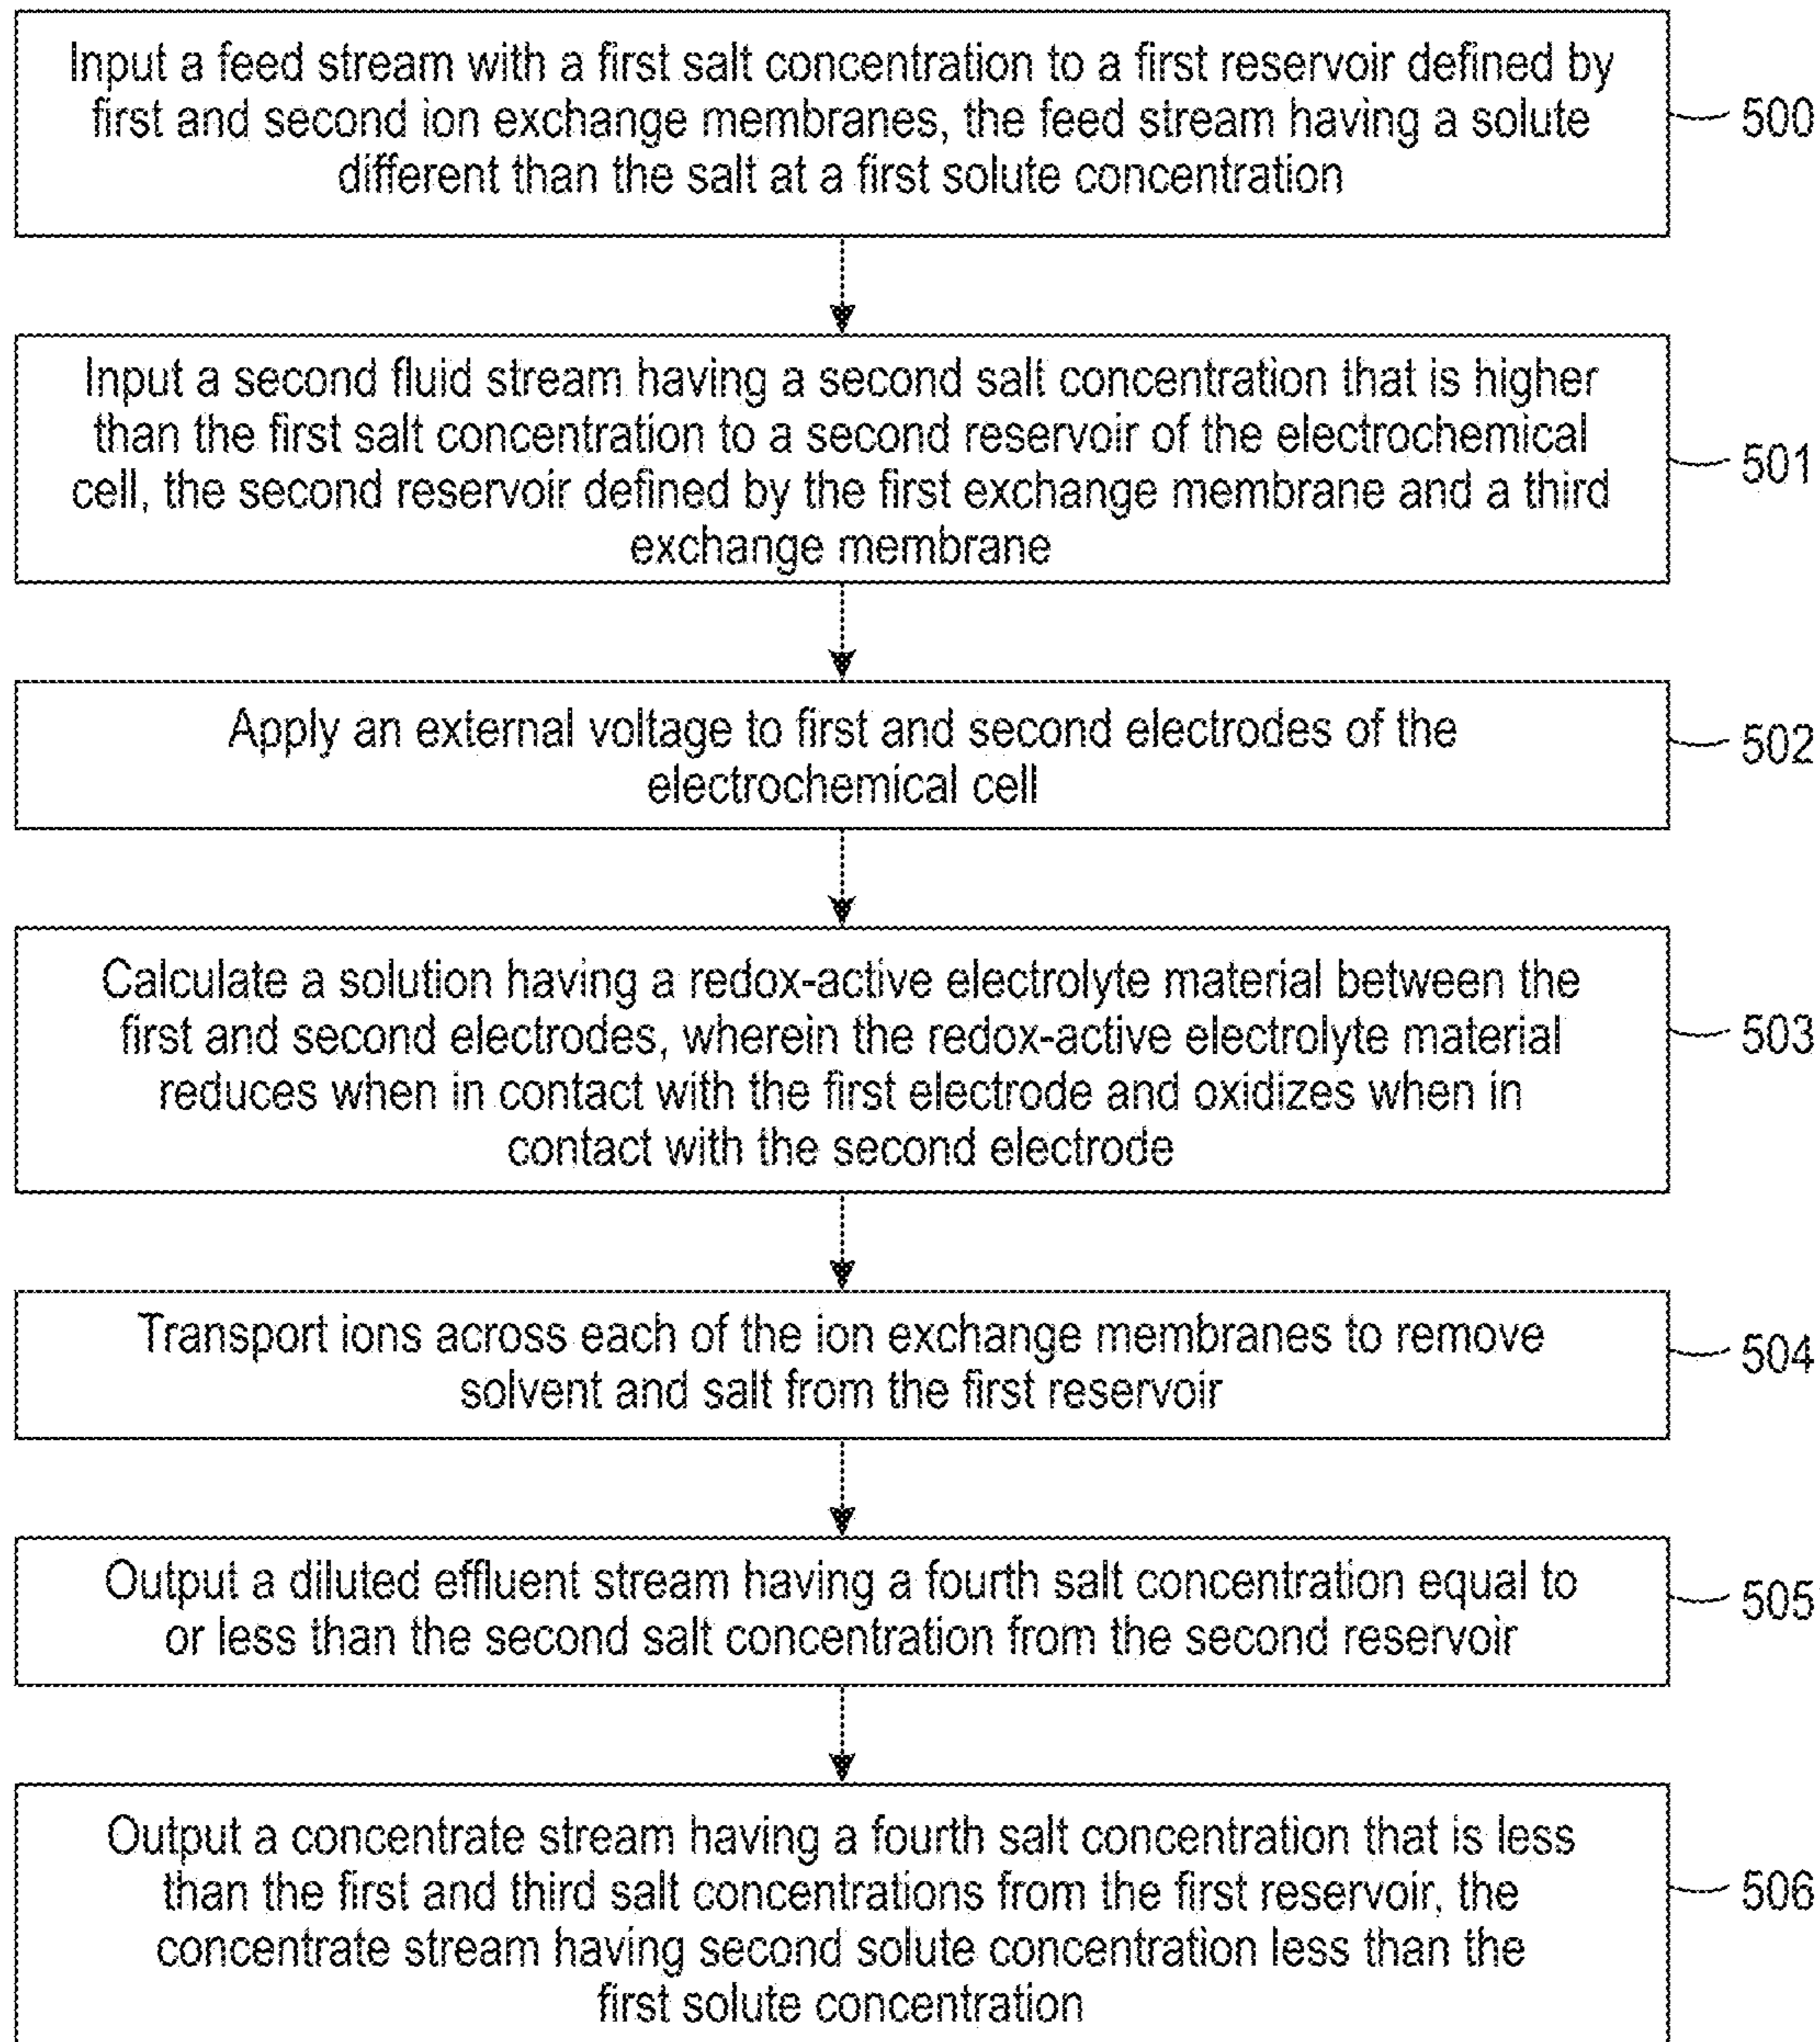 Input a feed stream with a first salt concentration to a first reservoir defined by
first and second ion exchange membranes, the feed stream having a solute
different than the salt at a first solute concentration
500
Input a second fluid stream having a second salt concentration that is higher
than the first salt concentration to a second reservoir of the electrochemical
cell, the second reservoir defined by the first exchange membrane and a third
exchange membrane
501
Apply an external voltage to first and second electrodes of the
electrochemical cell
502
Calculate a solution having a redox-active electrolyte material between the
first and second electrodes, wherein the redox-active electrolyte material
reduces when in contact with the first electrode and oxidizes when in
contact with the second electrode
503
Transport ions across each of the ion exchange membranes to remove
solvent and salt from the first reservoir
504
Output a diluted effluent stream having a fourth salt concentration equal to
or less than the second salt concentration from the second reservoir
505
Output a concentrate stream having a fourth salt concentration that is less
than the first and third salt concentrations from the first reservoir, the
concentrate stream having second solute concentration less than the
first solute concentration
506